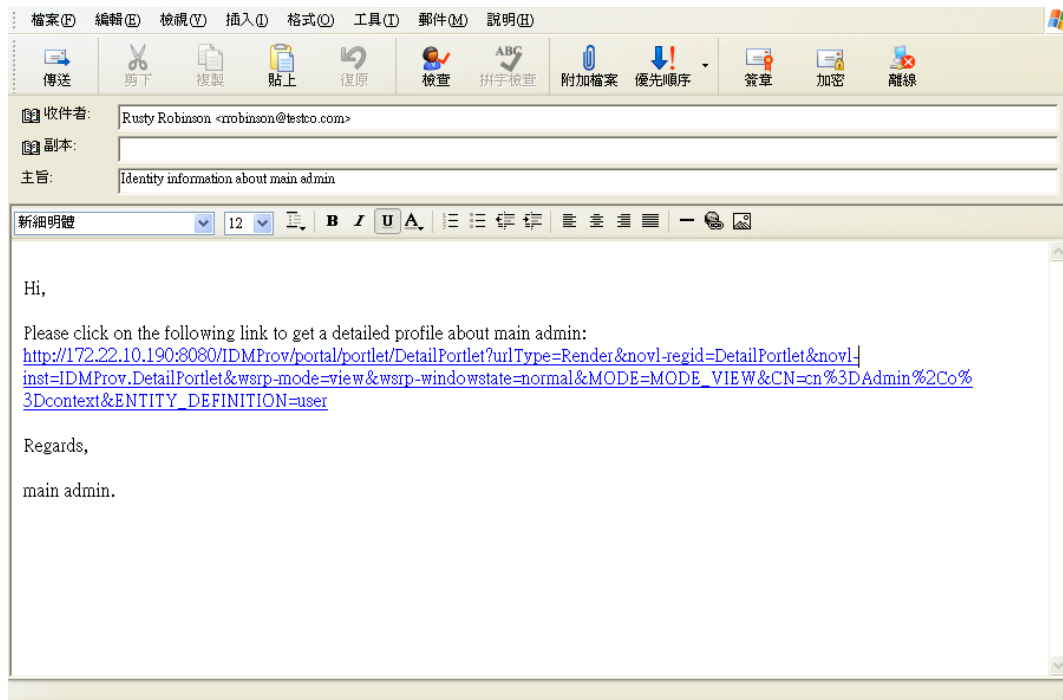 檔案(F) 編輯(E) 檢視(V) 插入(I) 格式(O) 工具(T) 郵件(M) 說明(H)
傳送 剪下 複製 貼上 復原 檢查 ABC 拼字檢查 附加檔案 優先順序 簽章 加密 離線
收件者: Rusty Robinson <rrobinson@testco.com>
副本:
主旨: Identity information about main admin
新細明體 12 B I U A
Hi,
Please click on the following link to get a detailed profile about main admin:
http://172.22.10.190:8080/IDMProv/portal/portlet/DetailPortlet?urlType=Render&novl-regid=DetailPortlet&novl-
inst=IDMProv.DetailPortlet&wsrp-mode=view&wsrp-windowstate=normal&MODE=MODE_VIEW&CN=cn%3DAdmin%2Co%
3Dcontext&ENTITY_DEFINITION=user
Regards,
main admin.